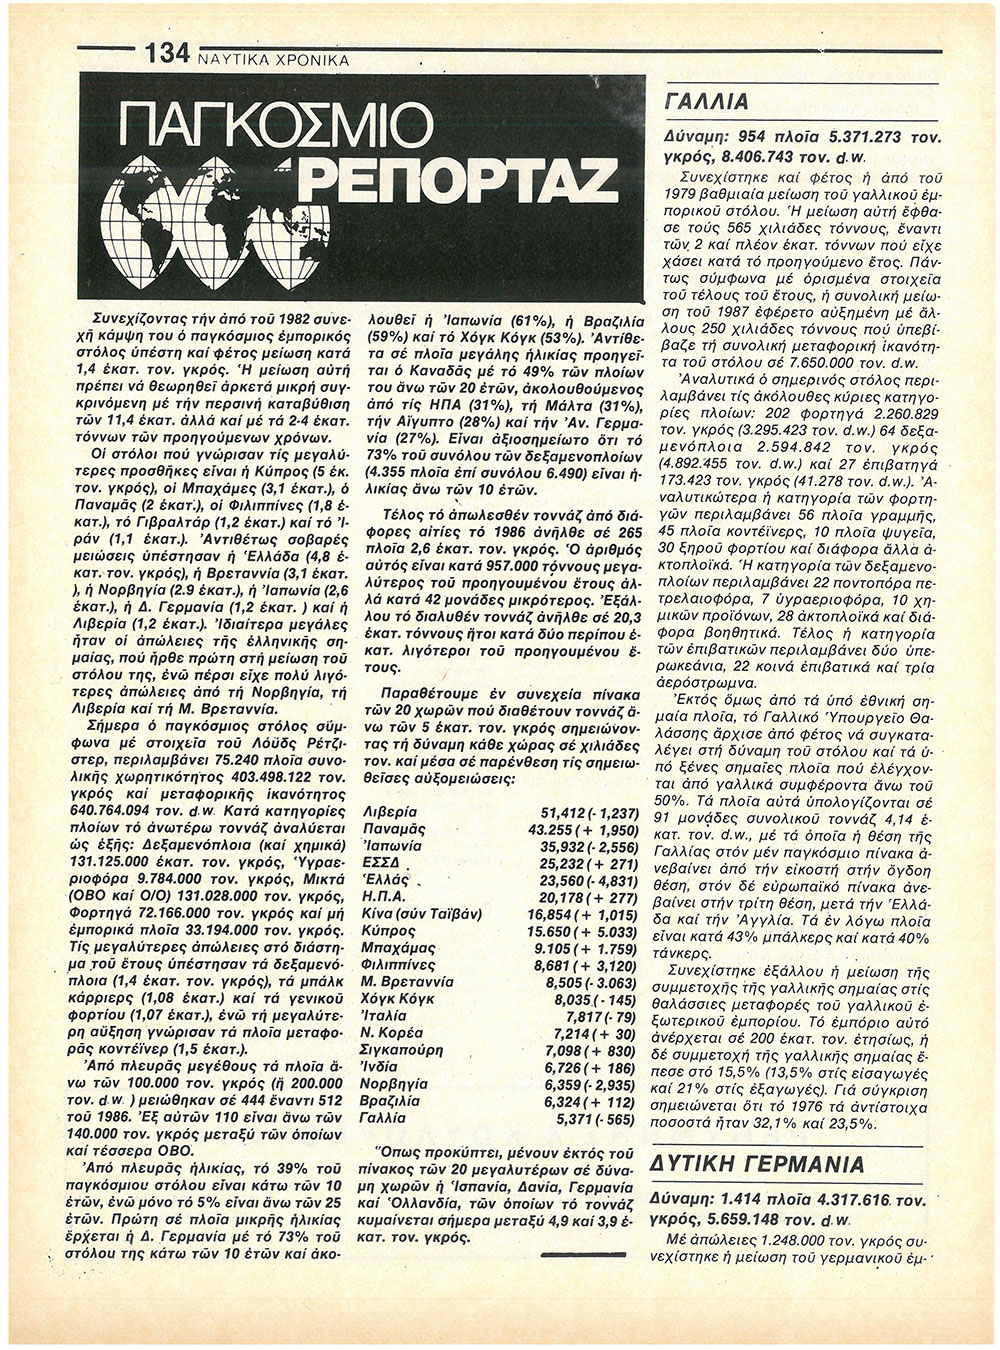 134 ΝΑΥΤΙΚΑ ΧΡΟΝΙΚΑ
ΠΑΓΚΟΣΜΙΟ
ΡΕΠΟΡΤΑΖ
Συνεχίζοντας τήν ἀπό τοῦ 1982 συνε-
χῆ κάμψη του ὁ παγκόσμιος ἐμπορικός
στόλος ὑπέστη καί φέτος μείωση κατά
1,4 ἑκατ. τον. γκρός. Ἡ μείωση αὐτή
πρέπει νά θεωρηθεῖ ἀρκετά μικρή συγ-
κρινόμενη μέ τήν περσινή καταβύθιση
τῶν 11,4 ἑκατ. ἀλλά καί μέ τά 2-4 ἑκατ.
τόννων τῶν προηγούμενων χρόνων.
Οἱ στόλοι πού γνώρισαν τίς μεγαλύ-
τερες προσθῆκες εἶναι ἡ Κύπρος (5 ἑκ.
τον. γκρός), οἱ Μπαχάμες (3,1 ἑκατ.), ὁ
Παναμᾶς (2 ἑκατ.), οἱ Φιλιππίνες (1,8 ἑ-
κατ.), τό Γιβραλτάρ (1,2 ἑκατ.) καί τό Ἰ-
ράν (1,1 ἑκατ.). Ἀντιθέτως σοβαρές
μειώσεις ὑπέστησαν ἡ Ἑλλάδα (4,8 ἑ-
κατ. τον. γκρός), ἡ Βρεταννία (3,1 ἑκατ.
), ἡ Νορβηγία (2.9 ἑκατ.), ἡ Ἰαπωνία (2,6
ἑκατ.), ἡ Δ. Γερμανία (1,2 ἑκατ. ) καί ἡ
Λιβερία (1,2 ἑκατ.). Ἰδιαίτερα μεγάλες
ἦταν οἱ ἀπώλειες τῆς ἑλληνικῆς ση-
μαίας, πού ἦρθε πρώτη στή μείωση τοῦ
στόλου της, ἐνῶ πέρσι εἶχε πολύ λιγό-
τερες ἀπώλειες ἀπό τή Νορβηγία, τή
Λιβερία καί τή Μ. Βρεταννία.
Σήμερα ὁ παγκόσμιος στόλος σύμ-
φωνα μέ στοιχεῖα τοῦ Λόϋδς Ρέτζι-
στερ, περιλαμβάνει 75.240 πλοῖα συνο-
λικῆς χωρητικότητος 403.498.122 τον.
γκρός καί μεταφορικῆς ἱκανότητος
640.764.094 τον. d.w. Κατά κατηγορίες
πλοίων τό ἀνωτέρω τοννάζ ἀναλύεται
ὡς ἑξῆς: Δεξαμενόπλοια (καί χημικά)
131.125.000 ἑκατ. τον. γκρός, Ὑγραε-
ριοφόρα 9.784.000 τον. γκρός, Μικτά
(ΟΒΟ καί Ο/Ο) 131.028.000 τον. γκρός,
Φορτηγά 72.166.000 τον. γκρός καί μή
ἐμπορικά πλοῖα 33.194.000 τον. γκρός.
Τίς μεγαλύτερες ἀπώλειες στό διάστη-
μα τοῦ ἔτους ὑπέστησαν τά δεξαμενό-
πλοια (1,4 ἑκατ. τον. γκρός), τά μπάλκ
κάρριερς (1,08 ἑκατ.) καί τά γενικοῦ
φορτίου (1,07 ἑκατ.), ἐνῶ τή μεγαλύτε-
ρη αὔξηση γνώρισαν τά πλοῖα μεταφο-
ρᾶς κοντέϊνερ (1,5 ἑκατ.).
Ἀπό πλευρᾶς μεγέθους τά πλοῖα ἄ-
νω τῶν 100.000 τον. γκρός (ἤ 200.000
τον. d.w. ) μειώθηκαν σέ 444 ἔναντι 512
τοῦ 1986. Ἐξ αὐτῶν 110 εἶναι ἄνω τῶν
140.000 τον. γκρός μεταξύ τῶν ὁποίων
καί τέσσερα ΟΒΟ.
Ἀπό πλευρᾶς ἡλικίας, τό 39% τοῦ
παγκόσμιου στόλου εἶναι κάτω τῶν 10
ἐτῶν, ἐνῶ μόνο τό 5% εἶναι ἄνω τῶν 25
ἐτῶν. Πρώτη σέ πλοῖα μικρῆς ἡλικίας
ἔρχεται ἡ Δ. Γερμανία μέ τό 73% τοῦ
στόλου της κάτω τῶν 10 ἐτῶν καί ἀκο-
λουθεῖ ἡ Ἰαπωνία (61%), ἡ Βραζιλία
(59%) καί τό Χόγκ Κόγκ (53%). Ἀντίθε-
τα σέ πλοῖα μεγάλης ἡλικίας προηγεῖ-
ται ὁ Καναδᾶς μέ τό 49% τῶν πλοίων
του ἄνω τῶν 20 ἐτῶν, ἀκολουθούμενος
ἀπό τίς ΗΠΑ (31%), τή Μάλτα (31%),
τήν Αἴγυπτο (28%) καί τήν Ἀν. Γερμα-
νία (27%). Εἶναι ἀξιοσημείωτο ὅτι τό
73% τοῦ συνόλου τῶν δεξαμενοπλοίων
(4.355 πλοῖα ἐπί συνόλου 6.490) εἶναι ἡ-
λικίας ἄνω τῶν 10 ἐτῶν.
Τέλος τό ἀπωλεσθέν τοννάζ ἀπό διά-
φορες αἰτίες τό 1986 ἀνῆλθε σέ 265
πλοῖα 2,6 ἑκατ. τον. γκρός. Ὁ ἀριθμός
αὐτός εἶναι κατά 957.000 τόννους μεγα-
λύτερος τοῦ προηγουμένου ἔτους ἀλ-
λά κατά 42 μονάδες μικρότερος. Ἐξάλ-
λου τό διαλυθέν τοννάζ ἀνῆλθε σέ 20,3
ἑκατ. τόννους ἤτοι κατά δύο περίπου ἑ-
κατ. λιγότεροι τοῦ προηγουμένου ἔ-
τους.
Παραθέτουμε ἐν συνεχεία πίνακα
τῶν 20 χωρῶν πού διαθέτουν τοννάζ ἄ-
νω τῶν 5 ἑκατ. τον. γκρός σημειώνον-
τας τή δύναμη κάθε χώρας σέ χιλιάδες
τον. καί μέσα σέ παρένθεση τίς σημειω-
θεῖσες αὐξομειώσεις:
Λιβερία 51,412 (- 1,237)
Παναμᾶς 43.255 (+ 1,950)
Ἰαπωνία 35,932 (- 2,556)
ΕΣΣΔ 25,232 (+ 271)
Ἑλλάς 23,560 (- 4,831)
Η.Π.Α. 20,178 (+ 277)
Κίνα (σύν Ταϊβάν) 16,854 (+ 1,015)
Κύπρος 15.650 (+ 5.033)
Μπαχάμας 9.105 (+ 1.759)
Φιλιππίνες 8,681 (+ 3,120)
Μ. Βρεταννία 8,505 (- 3.063)
Χόγκ Κόγκ 8,035 (- 145)
Ἰταλία 7,817 (- 79)
Ν. Κορέα 7,214 (+ 30)
Σιγκαπούρη 7,098 (+ 830)
Ἰνδία 6,726 (+ 186)
Νορβηγία 6,359 (- 2,935)
Βραζιλία 6,324 (+ 112)
Γαλλία 5,371 (- 565)
Ὅπως προκύπτει, μένουν ἐκτός τοῦ
πίνακος τῶν 20 μεγαλυτέρων σέ δύνα-
μη χωρῶν ἡ Ἰσπανία, Δανία, Γερμανία
καί Ὁλλανδία, τῶν ὁποίων τό τοννάζ
κυμαίνεται σήμερα μεταξύ 4,9 καί 3,9 ἑ-
κατ. τον. γκρός.
ΓΑΛΛΙΑ
Δύναμη: 954 πλοῖα 5.371.273 τον.
γκρός, 8.406.743 τον. d.w.
Συνεχίστηκε καί φέτος ἡ ἀπό τοῦ
1979 βαθμιαία μείωση τοῦ γαλλικοῦ ἐμ-
πορικοῦ στόλου. Ἡ μείωση αὐτή ἔφθα-
σε τούς 565 χιλιάδες τόννους, ἔναντι
τῶν 2 καί πλέον ἑκατ. τόννων πού εἶχε
χάσει κατά τό προηγούμενο ἔτος. Πάν-
τως σύμφωνα μέ ὁρισμένα στοιχεῖα
τοῦ τέλους τοῦ ἔτους, ἡ συνολική μείω-
ση τοῦ 1987 ἐφέρετο αὐξημένη μέ ἄλ-
λους 250 χιλιάδες τόννους πού ὑπεβί-
βαζε τή συνολική μεταφορική ἱκανότη-
τα τοῦ στόλου σέ 7.650.000 τον. d.w.
Ἀναλυτικά ὁ σημερινός στόλος περι-
λαμβάνει τίς ἀκόλουθες κύριες κατηγο-
ρίες πλοίων: 202 φορτηγά 2.260.829
τον. γκρός (3.295.423 τον. d.w.) 64 δεξα-
μενόπλοια 2.594.842 τον. γκρός
(4.892.455 τον. d.w.) καί 27 ἐπιβατηγά
173.423 τον. γκρός (41.278 τον. d.w.). Ἀ-
ναλυτικώτερα ἡ κατηγορία τῶν φορτη-
γῶν περιλαμβάνει 56 πλοῖα γραμμῆς,
45 πλοῖα κοντέϊνερς, 10 πλοῖα ψυγεῖα,
30 ξηροῦ φορτίου καί διάφορα ἄλλα ἀ-
κτοπλοϊκά. Ἡ κατηγορία τῶν δεξαμενο-
πλοίων περιλαμβάνει 22 ποντοπόρα πε-
τρελαιοφόρα, 7 ὑγραεριοφόρα, 10 χη-
μικῶν προϊόνων, 28 ἀκτοπλοϊκά καί διά-
φορα βοηθητικά. Τέλος ἡ κατηγορία
τῶν ἐπιβατικῶν περιλαμβάνει δύο ὑπε-
ρωκεάνια, 22 κοινά ἐπιβατικά καί τρία
ἀερόστρωμνα.
Ἐκτός ὅμως ἀπό τά ὑπό ἐθνική ση-
μαία πλοῖα, τό Γαλλικό Ὑπουργεῖο Θα-
λάσσης ἄρχισε ἀπό φέτος νά συγκατα-
λέγει στή δύναμη τοῦ στόλου καί τά ὑ-
πό ξένες σημαῖες πλοῖα πού ἐλέγχον-
ται ἀπό γαλλικά συμφέροντα ἄνω τοῦ
50%. Τά πλοῖα αὐτά ὑπολογίζονται σέ
91 μονάδες συνολικοῦ τοννάζ 4,14 ἑ-
κατ. τον. d.w., μέ τά ὁποῖα ἡ θέση τῆς
Γαλλίας στόν μέν παγκόσμιο πίνακα ἀ-
νεβαίνει ἀπό τήν εἰκοστή στήν ὄγδοη
θέση, στόν δέ εὐρωπαϊκό πίνακα ἀνε-
βαίνει στήν τρίτη θέση, μετά τήν Ἑλλά-
δα καί τήν Ἀγγλία. Τά ἐν λόγω πλοῖα
εἶναι κατά 43% μπάλκερς καί κατά 40%
τάνκερς.
Συνεχίστηκε ἐξάλλου ἡ μείωση τῆς
συμμετοχῆς τῆς γαλλικῆς σημαίας στίς
θαλάσσιες μεταφορές τοῦ γαλλικοῦ ἐ-
ξωτερικοῦ ἐμπορίου. Τό ἐμπόριο αὐτό
ἀνέρχεται σέ 200 ἑκατ. τον. ἐτησίως, ἡ
δέ συμμετοχή τῆς γαλλικῆς σημαίας ἔ-
πεσε στό 15,5% (13,5% στίς εἰσαγωγές
καί 21% στίς ἐξαγωγές). Γιά σύγκριση
σημειώνεται ὅτι τό 1976 τά ἀντίστοιχα
ποσοστά ἦταν 32,1% καί 23,5%.
ΔΥΤΙΚΗ ΓΕΡΜΑΝΙΑ
Δύναμη: 1.414 πλοῖα 4.317.616 τον.
γκρός, 5.659.148 τον. d.w.
Μέ ἀπώλειες 1.248.000 τον. γκρός συ-
νεχίστηκε ἡ μείωση τοῦ γερμανικοῦ ἐμ-